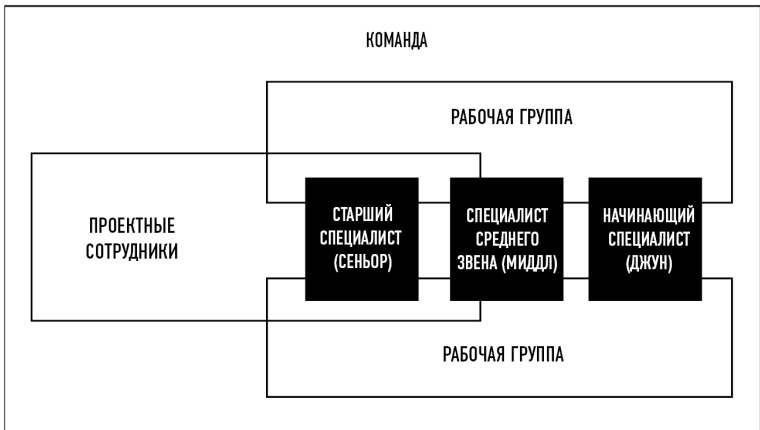 КОМАНДА
РАБОЧАЯ ГРУППА
ПРОЕКТНЫЕ
СОТРУДНИКИ
СТАРШИЙ
СПЕЦИАЛИСТ
(СЕНЬОР)
СПЕЦИАЛИСТ
СРЕДНЕГО
ЗВЕНА (МИДДЛ)
НАЧИНАЮЩИЙ
СПЕЦИАЛИСТ
(ДЖУН)
РАБОЧАЯ ГРУППА